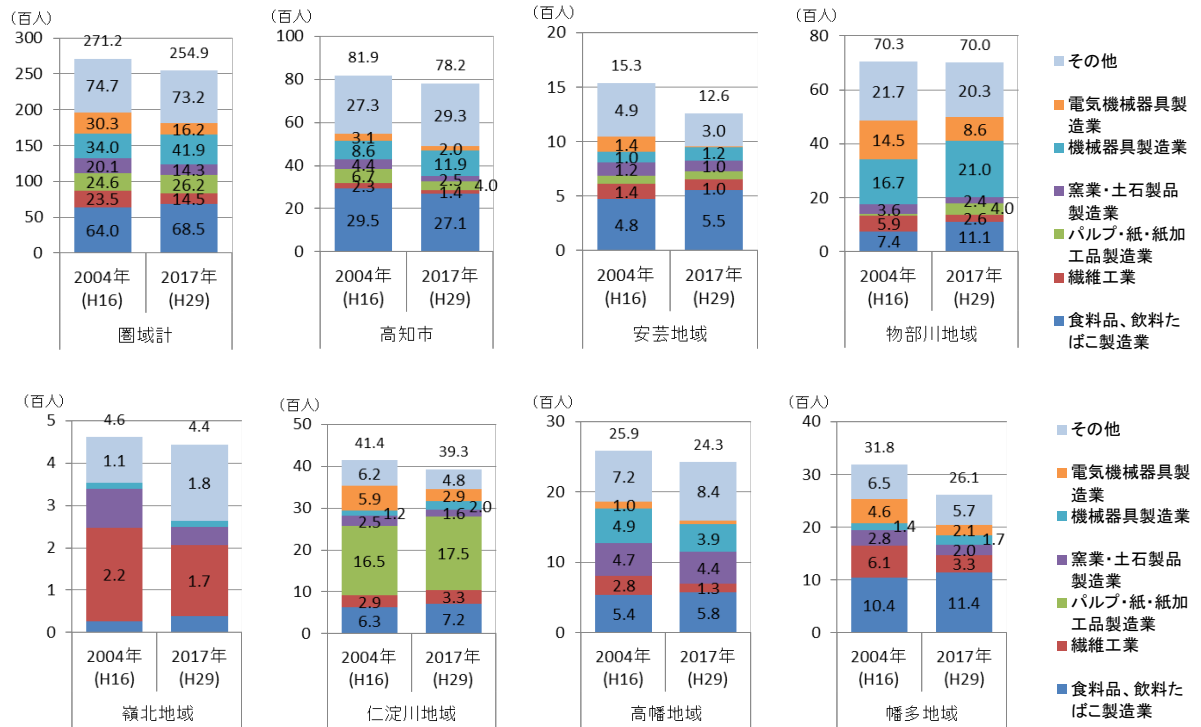 （百人）
300
250
200
150
100
50
0
271.2
254.9
74.7
30.3
34.0
20.1
24.6
23.5
64.0
73.2
16.2
41.9
14.3
26.2
14.5
68.5
2004年
(H16)
2017年
(H29)
圏域計
（百人）
100
80
60
40
20
0
81.9
78.2
27.3
3.1
8.6
4.4
6.7
2.3
29.5
29.3
2.0
11.9
2.5
4.0
1.4
27.1
2004年
(H16)
2017年
(H29)
高知市
（百人）
20
15
10
5
0
15.3
12.6
4.9
1.4
1.0
1.2
1.4
4.8
3.0
1.2
1.0
1.0
5.5
2004年
(H16)
2017年
(H29)
安芸地域
（百人）
80
60
40
20
0
70.3
70.0
21.7
14.5
16.7
3.6
5.9
7.4
20.3
8.6
21.0
2.4
4.0
2.6
11.1
2004年
(H16)
2017年
(H29)
物部川地域
その他
電気機械器具製
造業
機械器具製造業
窯業・土石製品
製造業
パルプ・紙・紙加
工品製造業
繊維工業
食料品、飲料た
ばこ製造業
（百人）
5
4
3
2
1
0
4.6
4.4
1.1
2.2
1.8
1.7
2004年
(H16)
2017年
(H29)
嶺北地域
（百人）
50
40
30
20
10
0
41.4
39.3
6.2
5.9
1.2
2.5
16.5
2.9
6.3
4.8
2.9
2.0
1.6
17.5
3.3
7.2
2004年
(H16)
2017年
(H29)
仁淀川地域
（百人）
30
20
10
0
25.9
24.3
7.2
1.0
4.9
4.7
2.8
5.4
8.4
3.9
4.4
1.3
5.8
2004年
(H16)
2017年
(H29)
高幡地域
（百人）
40
30
20
10
0
31.8
26.1
6.5
4.6
1.4
2.8
6.1
10.4
5.7
2.1
1.7
2.0
3.3
11.4
2004年
(H16)
2017年
(H29)
幡多地域
その他
電気機械器具製
造業
機械器具製造業
窯業・土石製品
製造業
パルプ・紙・紙加
工品製造業
繊維工業
食料品、飲料た
ばこ製造業